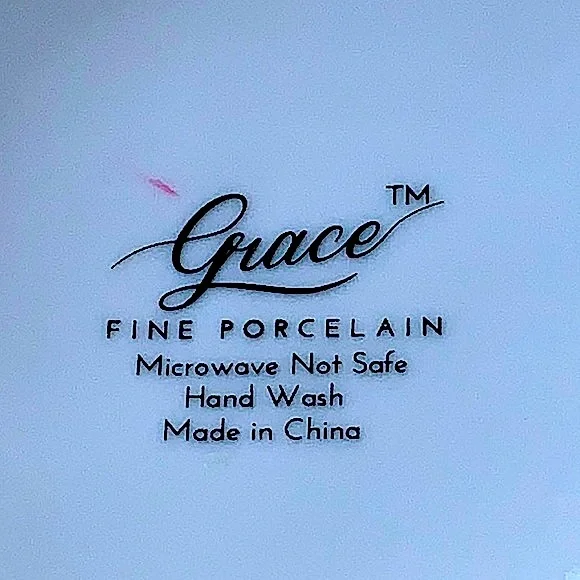 Grace™
FINE PORCELAIN
Microwave Not Safe
Hand Wash
Made in China